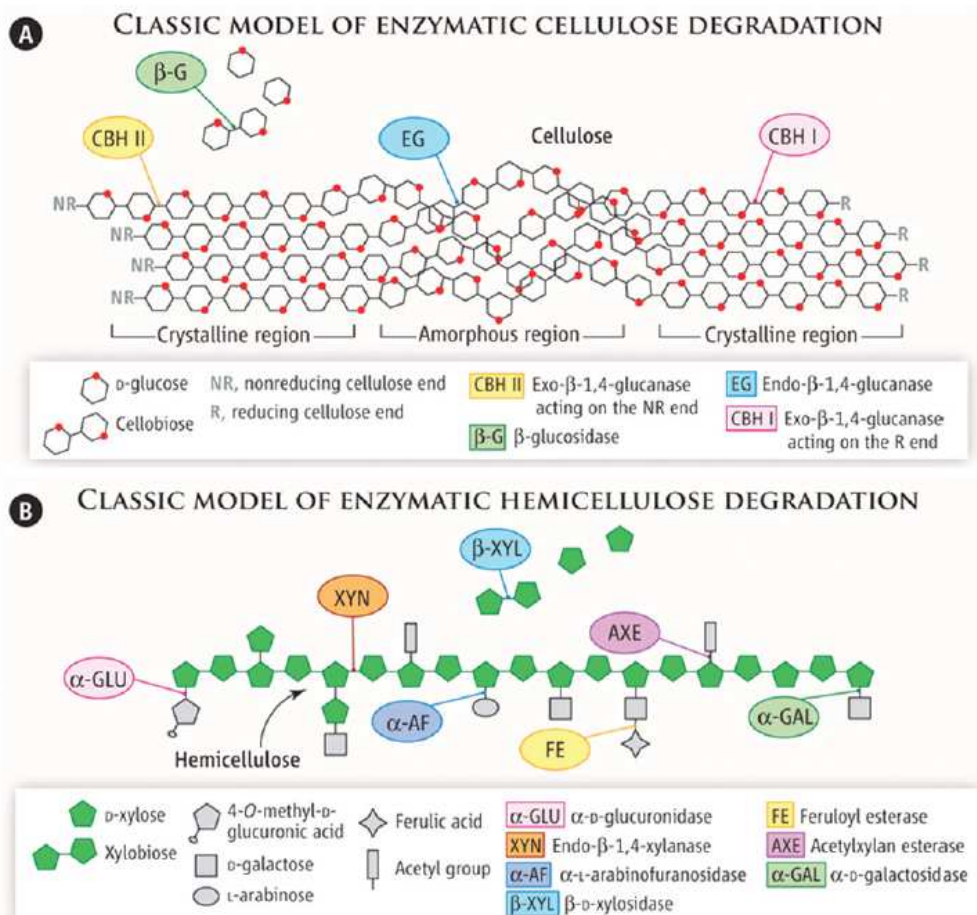 A CLASSIC MODEL OF ENZYMATIC CELLULOSE DEGRADATION
β-G
CBH II
EG
Cellulose
CBH I
NR
R
NR
R
NR
R
NR
R
Crystalline region
Amorphous region
Crystalline region
D-glucose
Cellobiose
NR, nonreducing cellulose end
R, reducing cellulose end
CBH II Exo-β-1,4-glucanase
acting on the NR end
β-G β-glucosidase
EG Endo-β-1,4-glucanase
CBH I Exo-β-1,4-glucanase
acting on the R end
B CLASSIC MODEL OF ENZYMATIC HEMICELLULOSE DEGRADATION
β-XYL
XYN
AXE
α-GLU
α-AF
α-GAL
FE
Hemicellulose
D-xylose
Xylobiose
4-O-methyl-D-
glucuronic acid
D-galactose
L-arabinose
Ferulic acid
Acetyl group
α-GLU α-D-glucuronidase
XYN Endo-β-1,4-xylanase
α-AF α-L-arabinofuranosidase
β-XYL β-D-xylosidase
FE Feruloyl esterase
AXE Acetylxylan esterase
α-GAL α-D-galactosidase